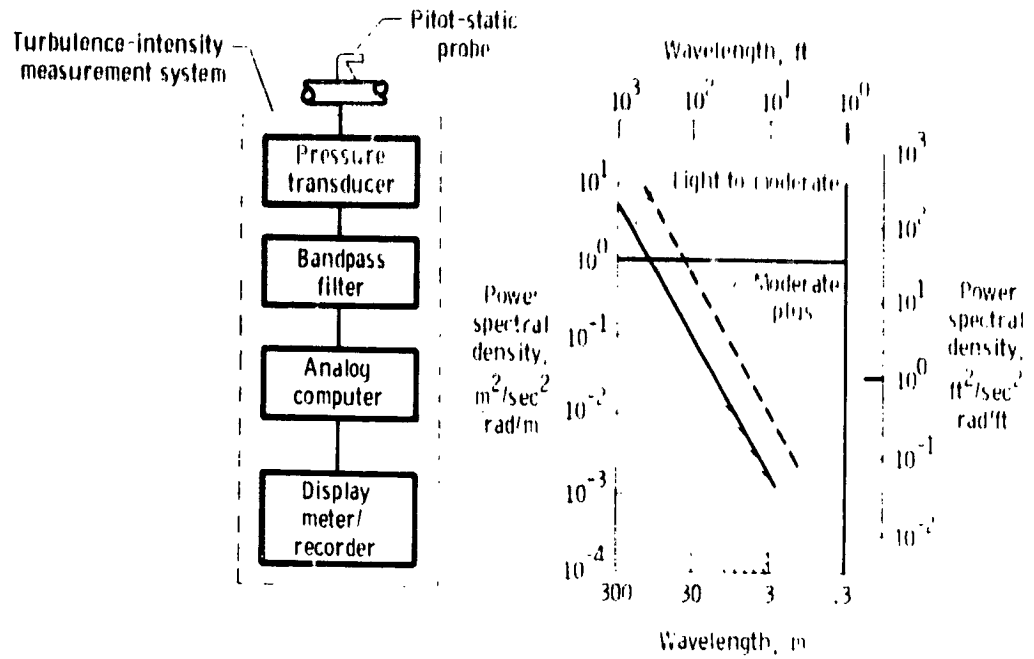 Pitot-static
probe
Turbulence-intensity
measurement system
Pressure
transducer
Bandpass
filter
Analog
computer
Display
meter/
recorder
Wavelength, ft
10³ 10² 10¹ 10⁰
Light to moderate
Moderate
plus
Power
spectral
density,
m²/sec²
rad/m
10¹
10⁰
10⁻¹
10⁻²
10⁻³
10⁻⁴
300 30 3 .3
Wavelength, m
10³
10²
10¹
10⁰
10⁻¹
10⁻²
Power
spectral
density,
ft²/sec²
rad/ft